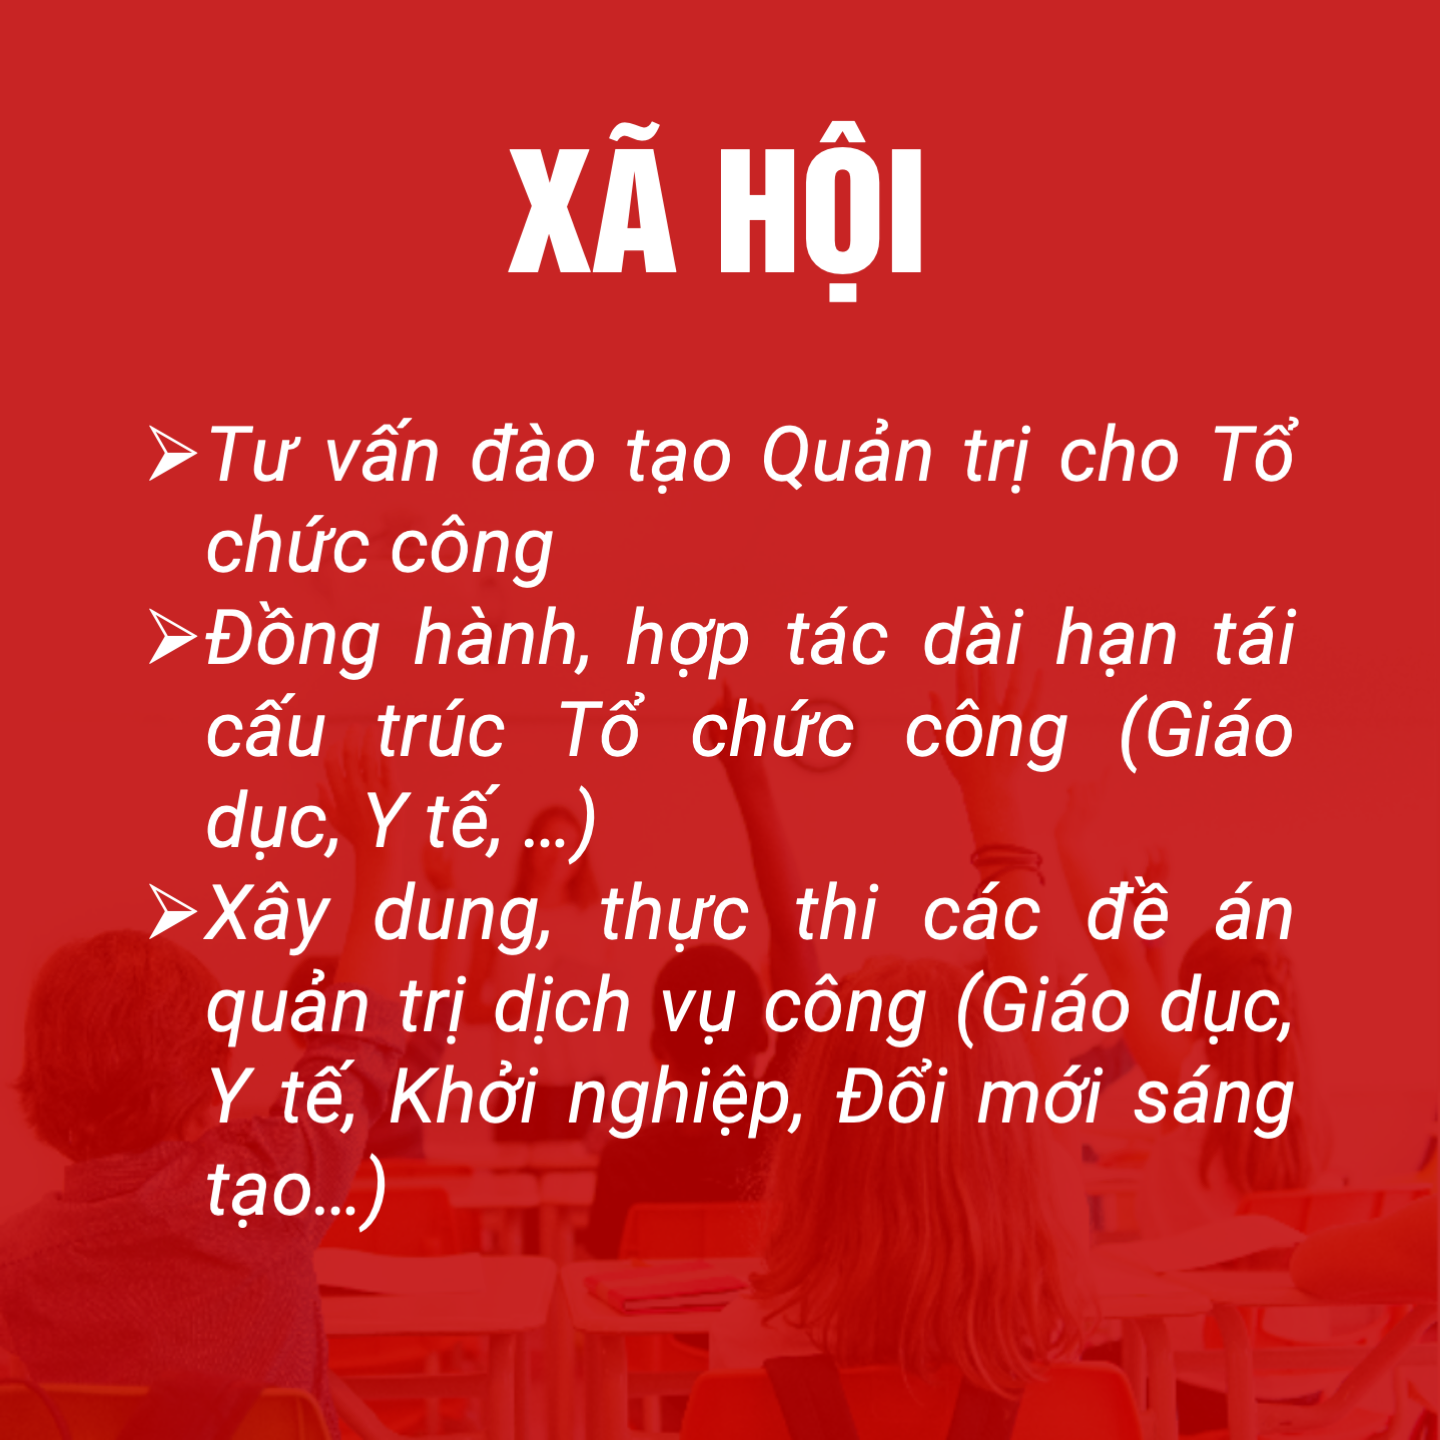 XÃ HỘI
➢Tư vấn đào tạo Quản trị cho Tổ
chức công
➢Đồng hành, hợp tác dài hạn tái
cấu trúc Tổ chức công (Giáo
dục, Y tế, ...)
➢Xây dung, thực thi các đề án
quản trị dịch vụ công (Giáo dục,
Y tế, Khởi nghiệp, Đổi mới sáng
tạo...)